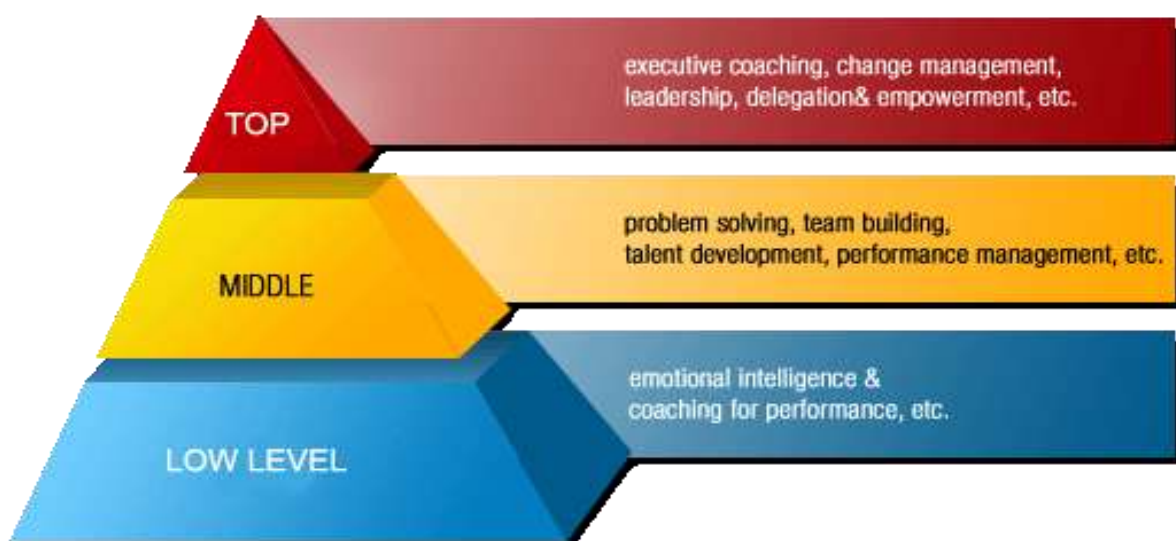 TOP
executive coaching, change management,
leadership, delegation& empowerment, etc.
MIDDLE
problem solving, team building,
talent development, performance management, etc.
LOW LEVEL
emotional intelligence &
coaching for performance, etc.